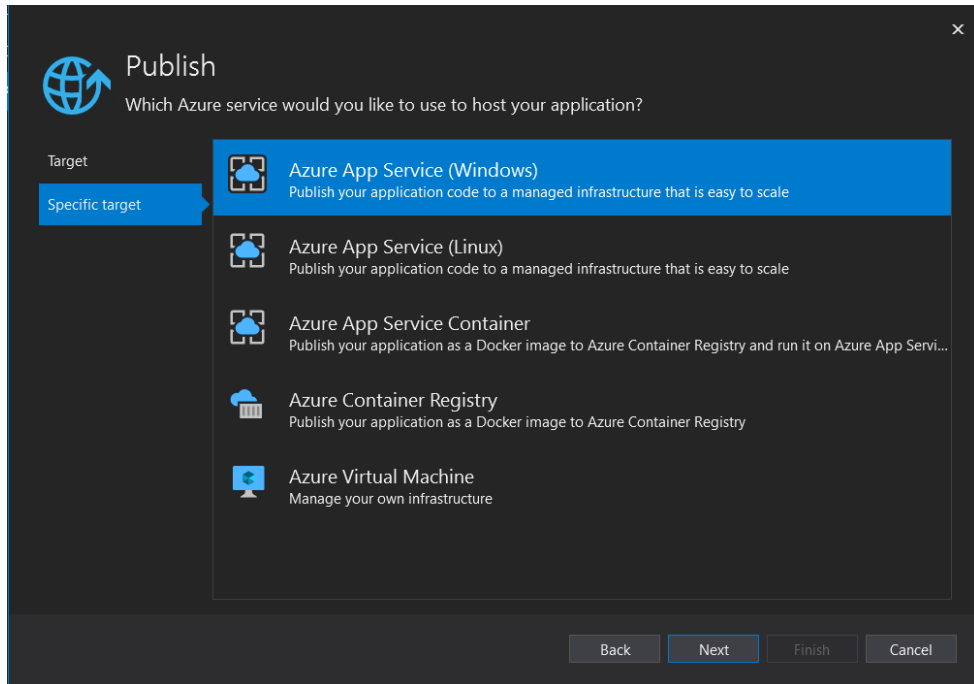 Publish
Which Azure service would you like to use to host your application?
Target
Specific target
Azure App Service (Windows)
Publish your application code to a managed infrastructure that is easy to scale
Azure App Service (Linux)
Publish your application code to a managed infrastructure that is easy to scale
Azure App Service Container
Publish your application as a Docker image to Azure Container Registry and run it on Azure App Servi...
Azure Container Registry
Publish your application as a Docker image to Azure Container Registry
Azure Virtual Machine
Manage your own infrastructure
Back
Next
Finish
Cancel